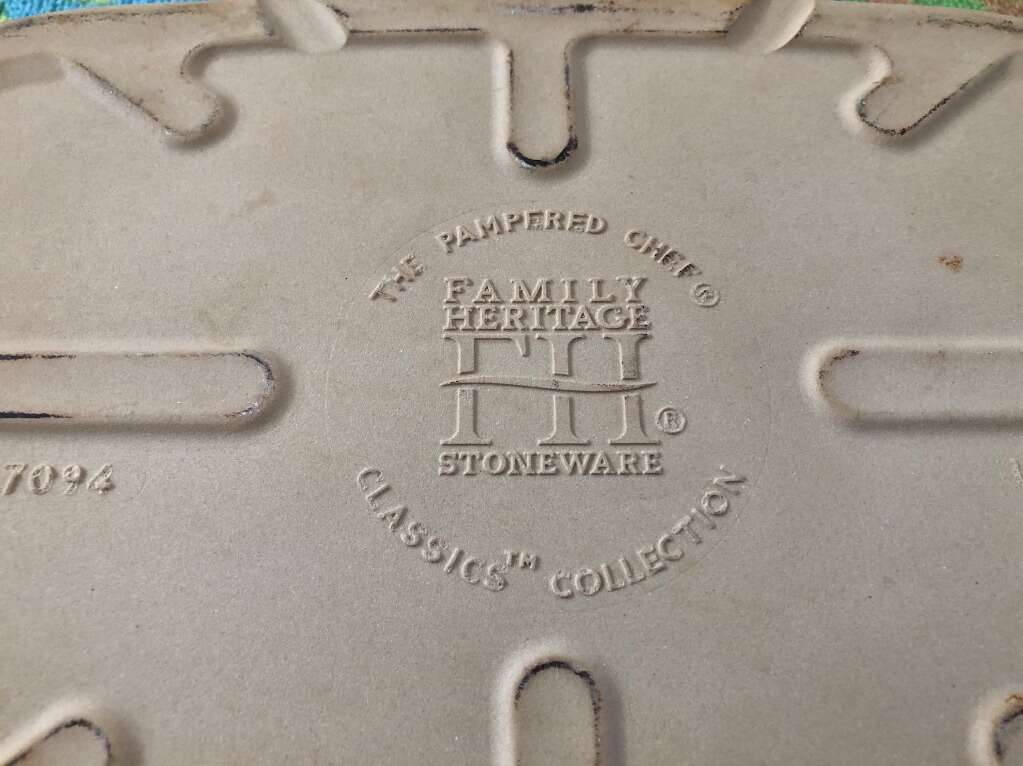 THE PAMPERED CHEF®
FAMILY
HERITAGE
FH®
STONEWARE
7094
CLASSICS™ COLLECTION